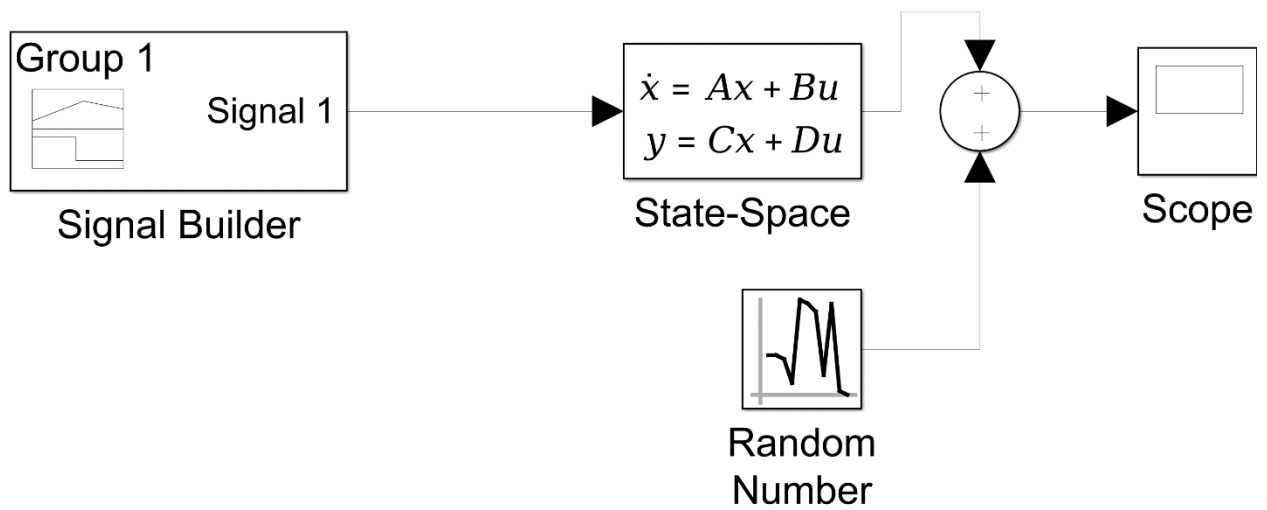 Group 1
Signal 1
Signal Builder
ẋ = Ax + Bu
y = Cx + Du
State-Space
+
+
Scope
Random
Number